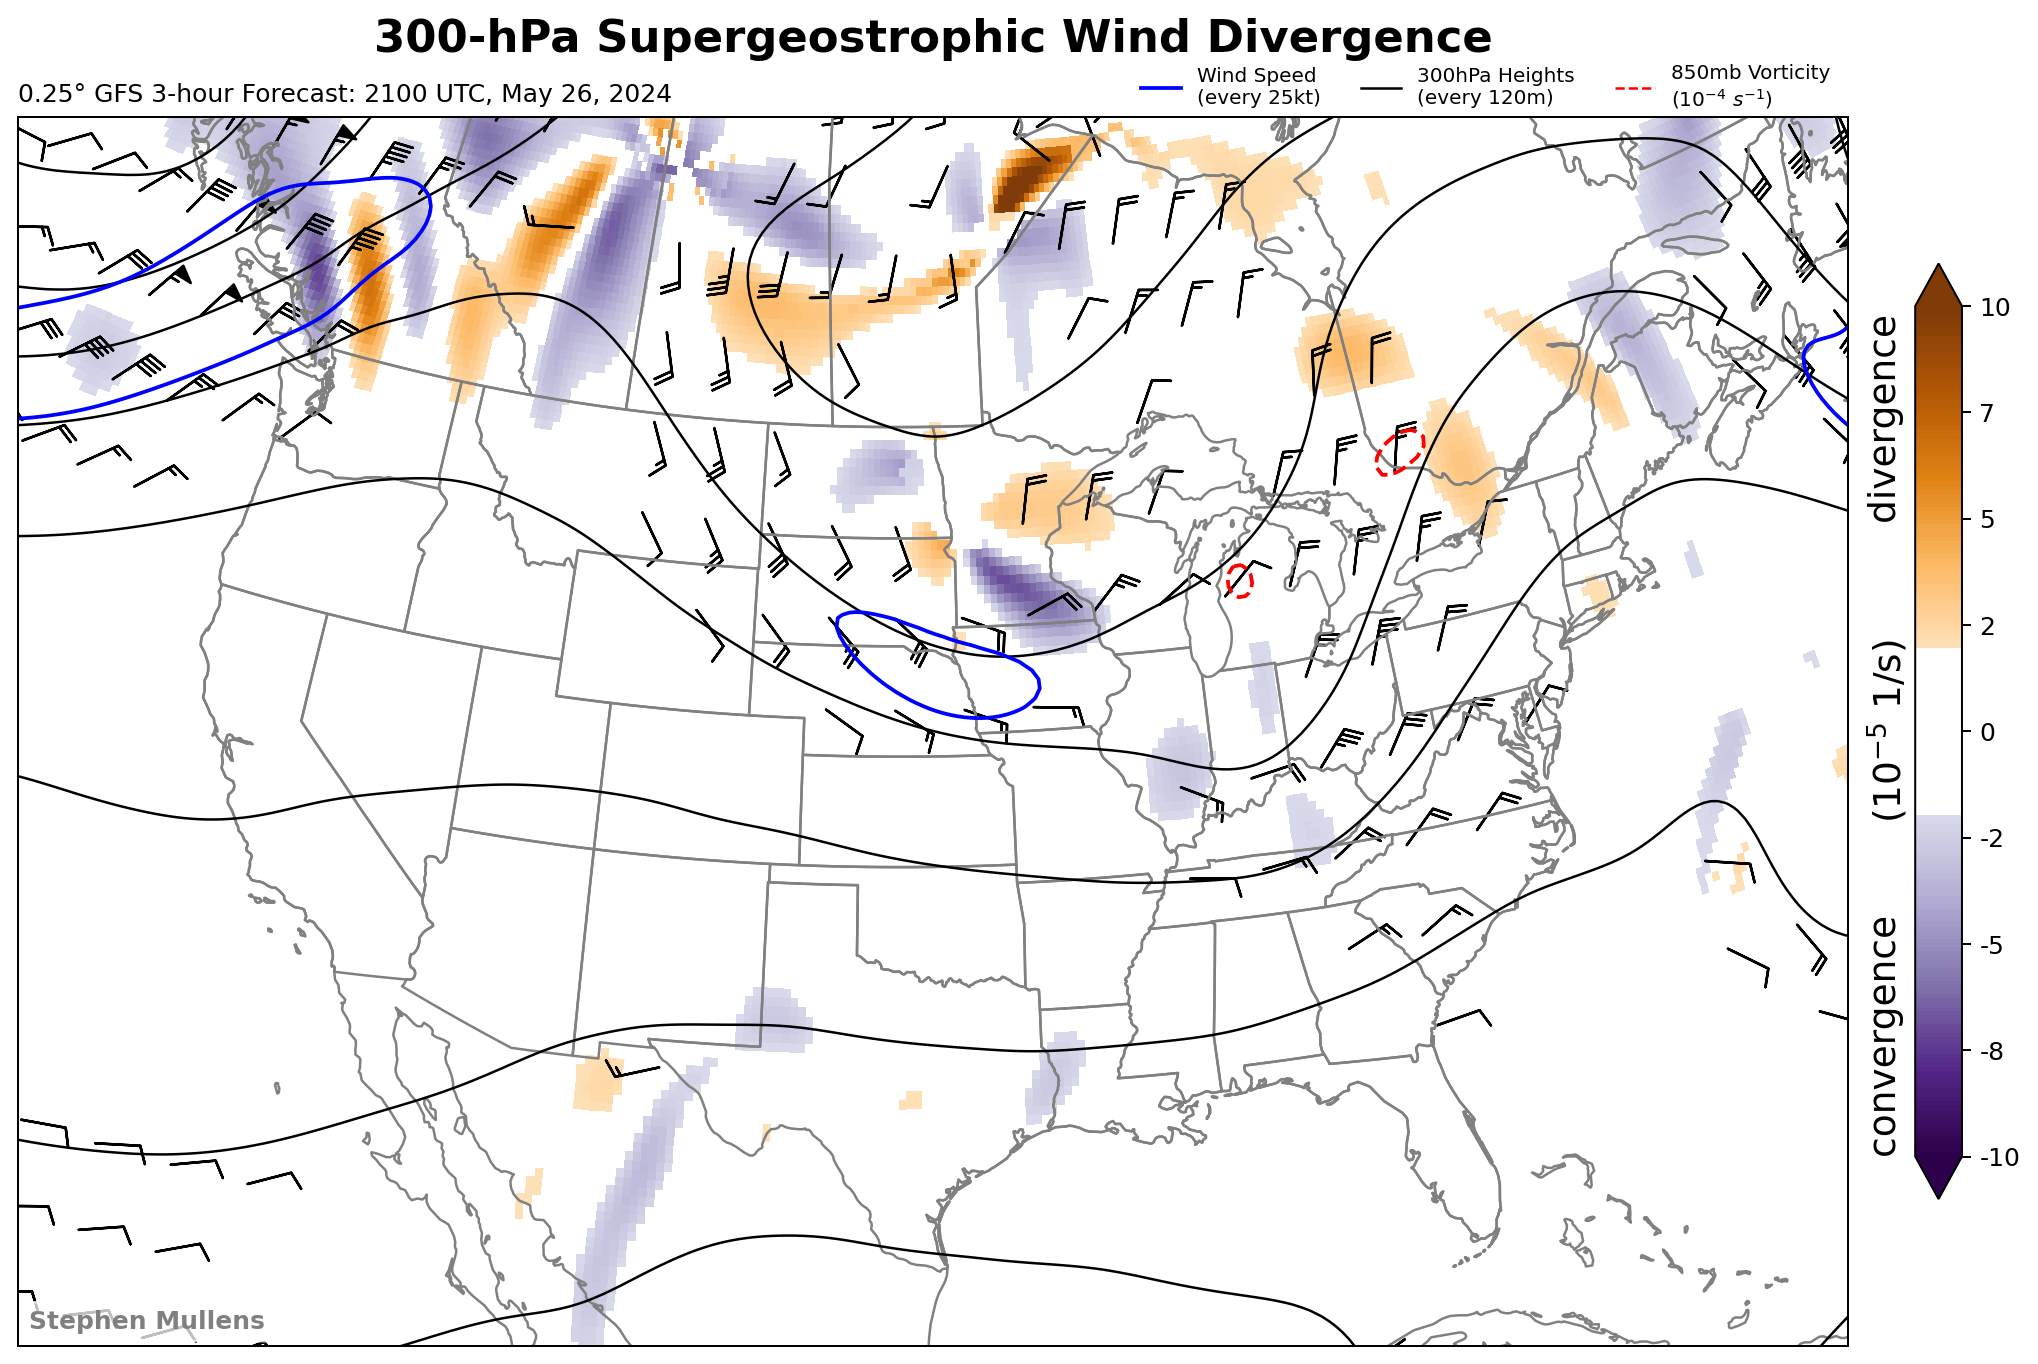 300-hPa Supergeostrophic Wind Divergence
0.25° GFS 3-hour Forecast: 2100 UTC, May 26, 2024
Wind Speed
(every 25kt)
300hPa Heights
(every 120m)
850mb Vorticity
(10⁻⁴ s⁻¹)
10
7
5
2
0
-2
-5
-8
-10
convergence (10⁻⁵ 1/s) divergence
Stephen Mullens